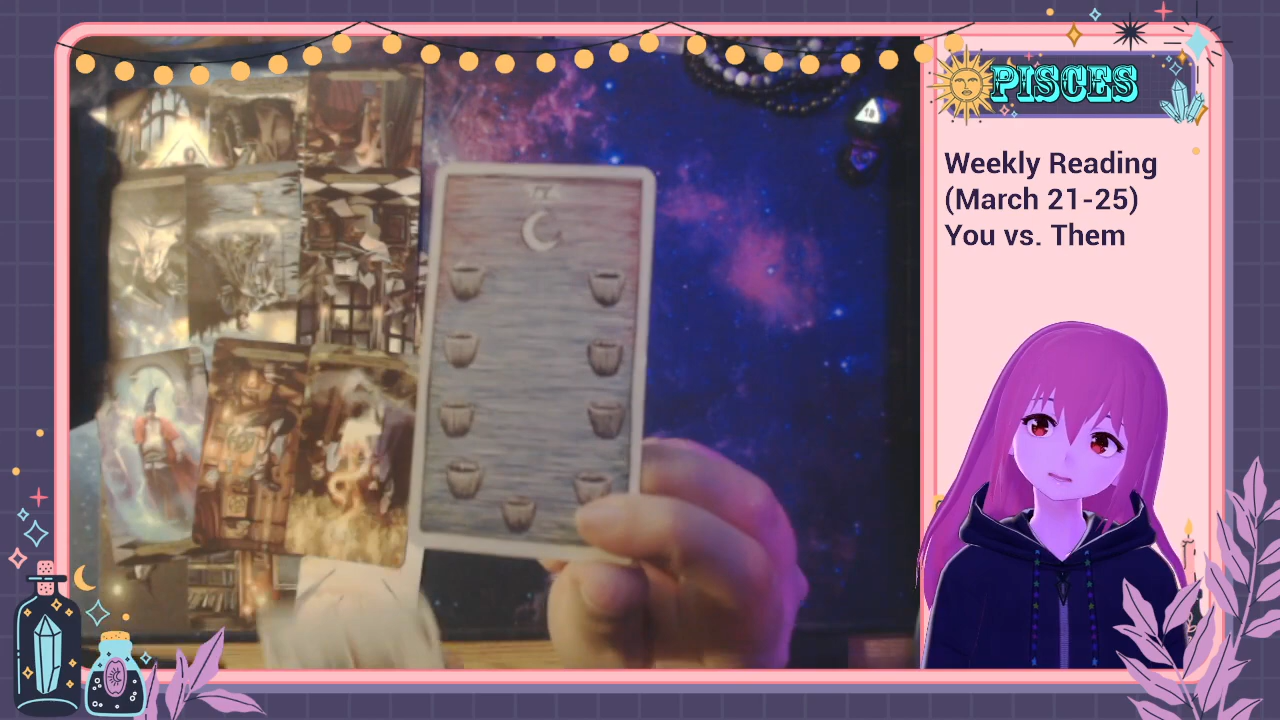 PISCES
Weekly Reading
(March 21-25)
You vs. Them